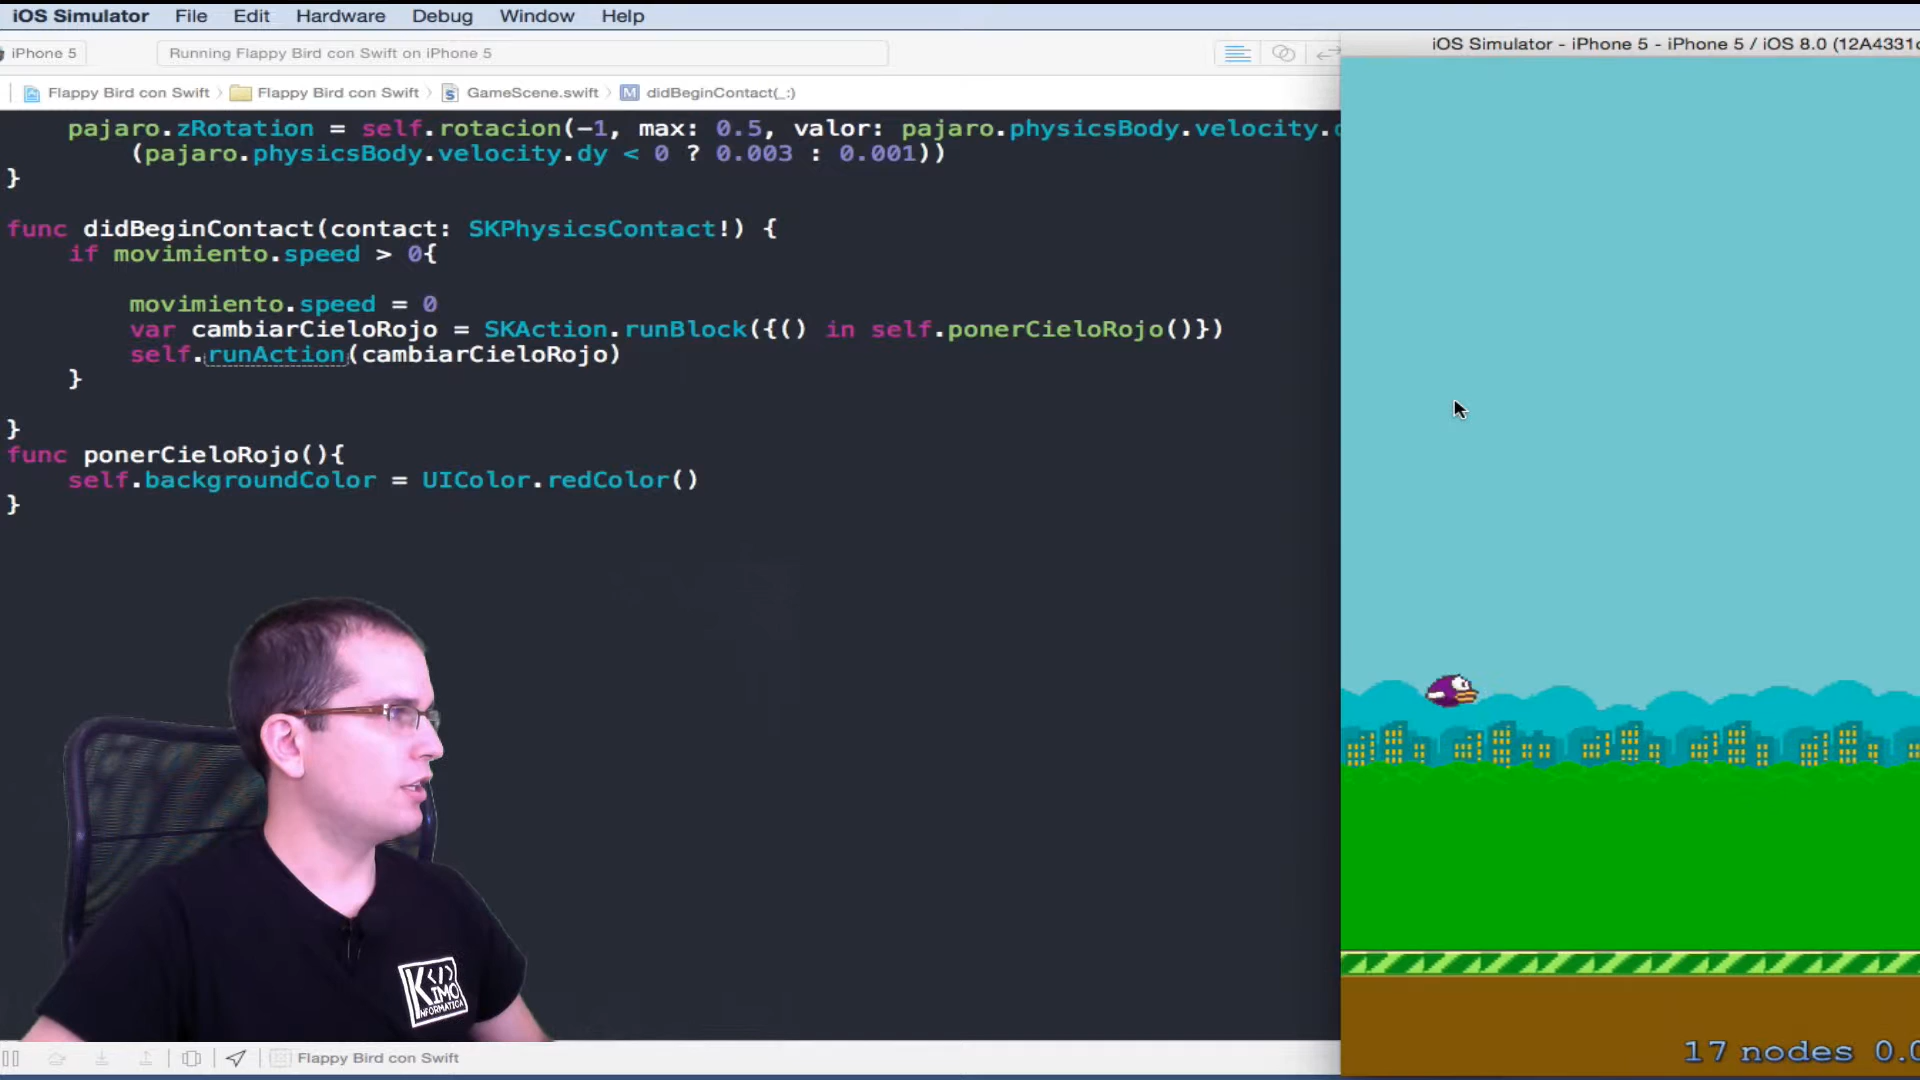 iOS Simulator File Edit Hardware Debug Window Help
iPhone 5 Running Flappy Bird con Swift on iPhone 5
iOS Simulator - iPhone 5 - iPhone 5 / iOS 8.0 (12A4331
Flappy Bird con Swift Flappy Bird con Swift GameScene.swift M didBeginContact(_:)
pajaro.zRotation = self.rotacion(-1, max: 0.5, valor: pajaro.physicsBody.velocity.
(pajaro.physicsBody.velocity.dy < 0 ? 0.003 : 0.001))
}
func didBeginContact(contact: SKPhysicsContact!) {
if movimiento.speed > 0{
movimiento.speed = 0
var cambiarCieloRojo = SKAction.runBlock({() in self.ponerCieloRojo()})
self.runAction(cambiarCieloRojo)
}
}
func ponerCieloRojo(){
self.backgroundColor = UIColor.redColor()
}
K</>
IMO
INFORMATICA
Flappy Bird con Swift
17 nodes 0.